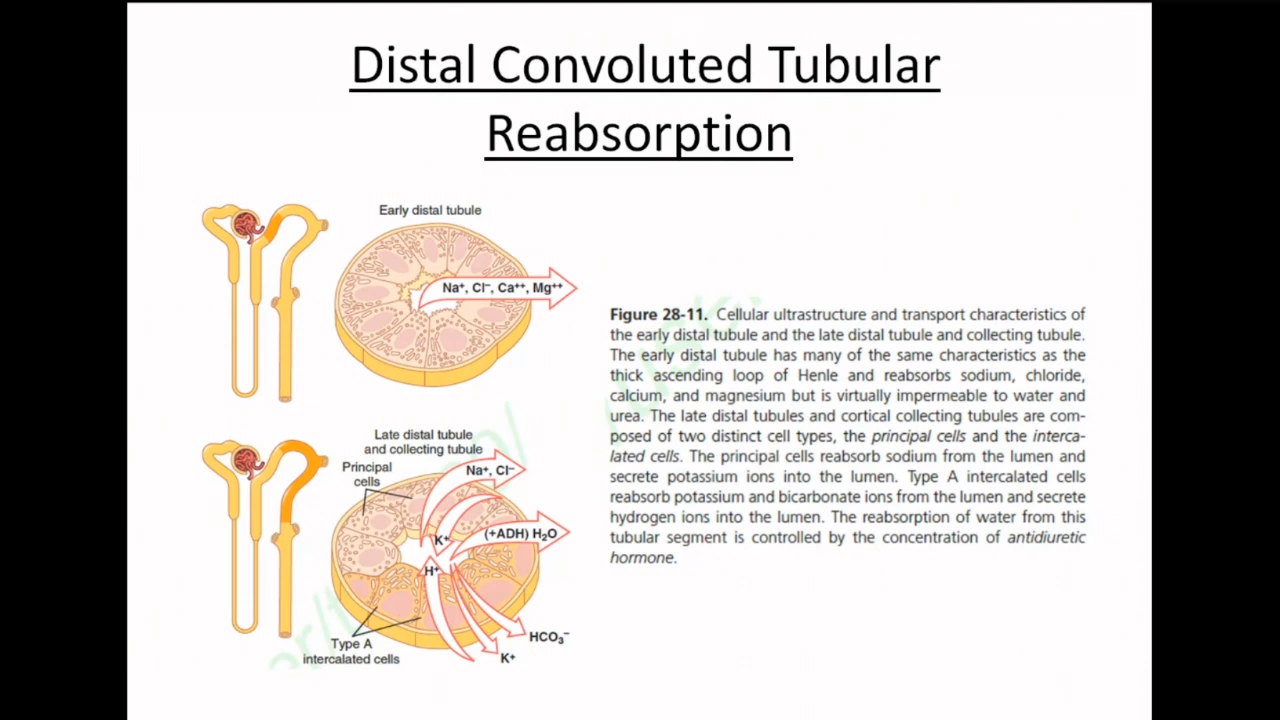 Distal Convoluted Tubular
Reabsorption
Early distal tubule
Na⁺, Cl⁻, Ca⁺⁺, Mg⁺⁺
Late distal tubule
and collecting tubule
Principal
cells
Na⁺, Cl⁻
K⁺
(+ADH) H₂O
H⁺
HCO₃⁻
K⁺
Type A
intercalated cells
Figure 28-11. Cellular ultrastructure and transport characteristics of
the early distal tubule and the late distal tubule and collecting tubule.
The early distal tubule has many of the same characteristics as the
thick ascending loop of Henle and reabsorbs sodium, chloride,
calcium, and magnesium but is virtually impermeable to water and
urea. The late distal tubules and cortical collecting tubules are com-
posed of two distinct cell types, the principal cells and the interca-
lated cells. The principal cells reabsorb sodium from the lumen and
secrete potassium ions into the lumen. Type A intercalated cells
reabsorb potassium and bicarbonate ions from the lumen and secrete
hydrogen ions into the lumen. The reabsorption of water from this
tubular segment is controlled by the concentration of antidiuretic
hormone.